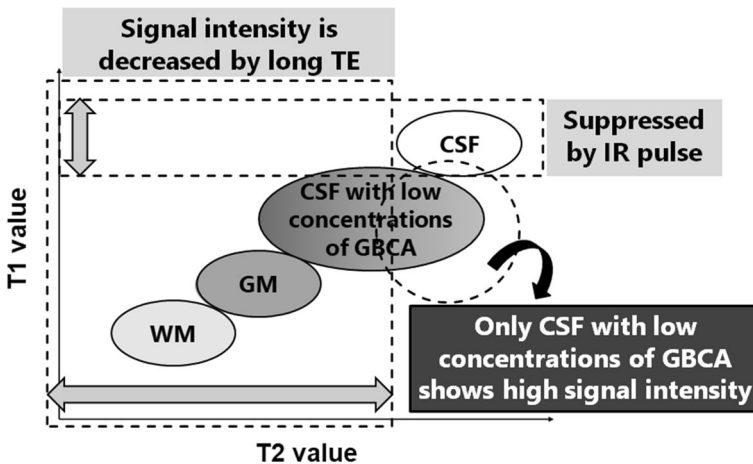 Signal intensity is
decreased by long TE
CSF
Suppressed
by IR pulse
CSF with low
concentrations
of GBCA
GM
WM
Only CSF with low
concentrations of GBCA
shows high signal intensity
T1 value
T2 value